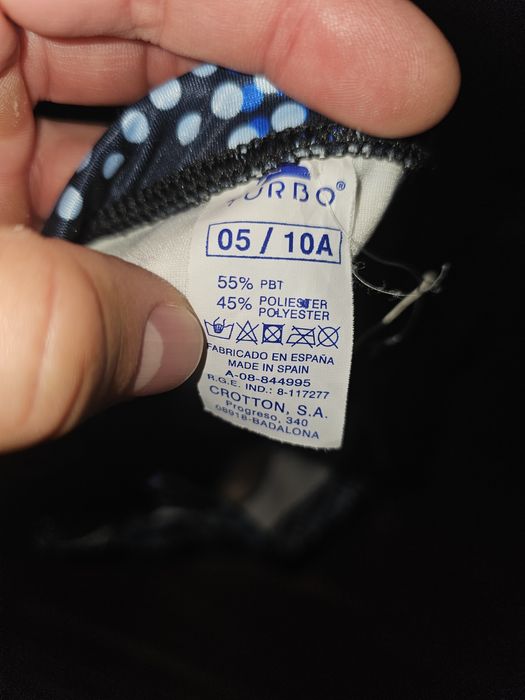 TURBO®
05 / 10A
55% PBT
45% POLIESTER
POLYESTER
FABRICADO EN ESPAÑA
MADE IN SPAIN
A-08-844995
R.G.E. IND.: 8-117277
CROTTON, S.A.
Progreso, 340
08918-BADALONA